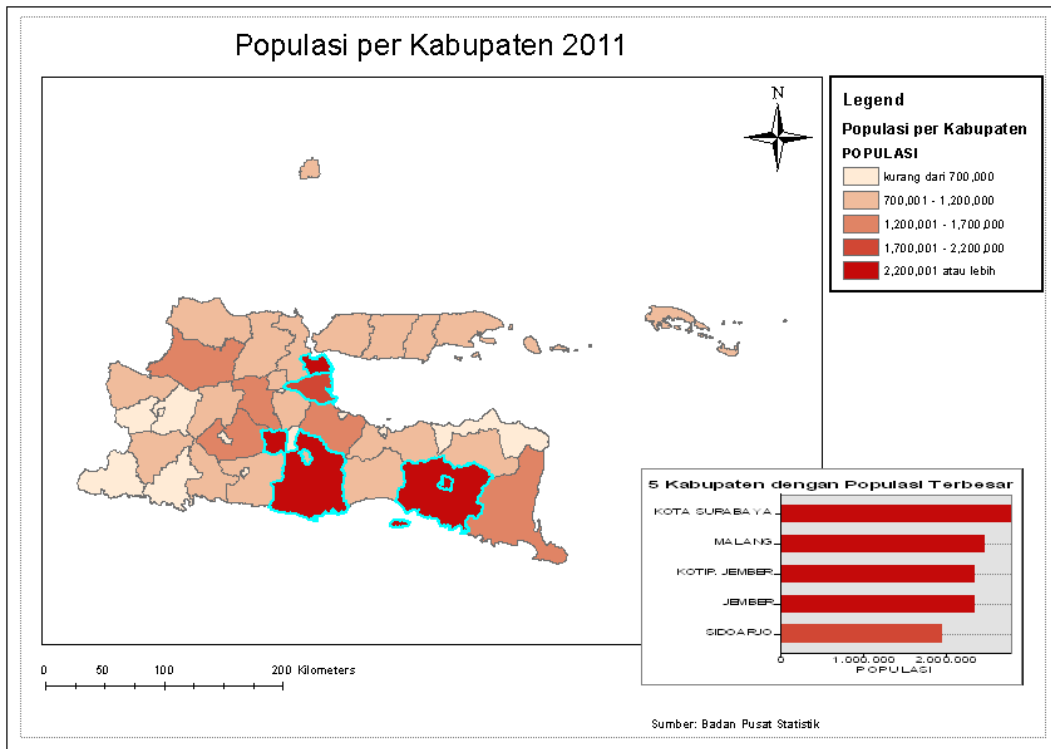 Populasi per Kabupaten 2011
N
Legend
Populasi per Kabupaten
POPULASI
kurang dari 700,000
700,001 - 1,200,000
1,200,001 - 1,700,000
1,700,001 - 2,200,000
2,200,001 atau lebih
5 Kabupaten dengan Populasi Terbesar
KOTA SURABAYA
MALANG
KOTIP. JEMBER
JEMBER
SIDOARJO
0 1.000.000 2.000.000
POPULASI
0 50 100 200 Kilometers
Sumber: Badan Pusat Statistik